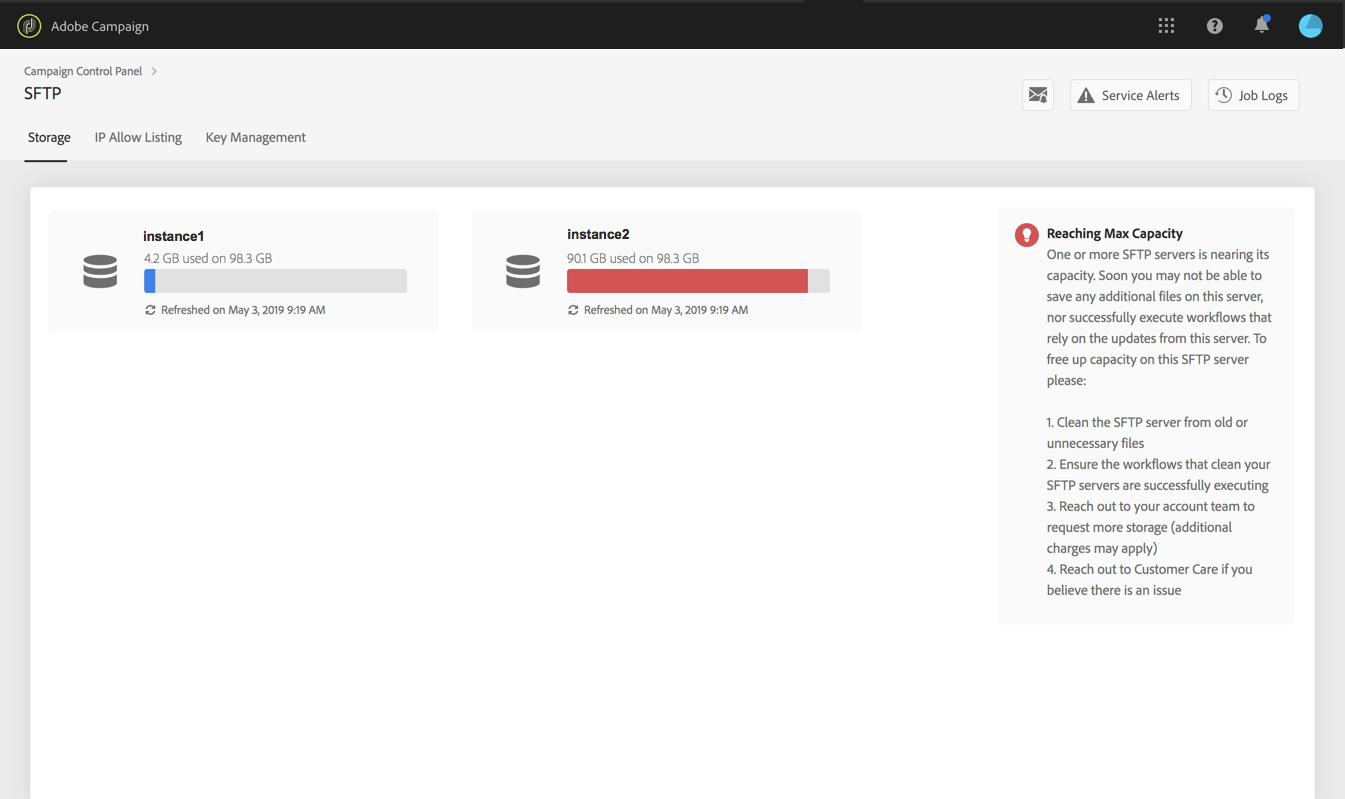 Adobe Campaign
Campaign Control Panel
SFTP
Service Alerts
Job Logs
Storage
IP Allow Listing
Key Management
instance1
4.2 GB used on 98.3 GB
Refreshed on May 3, 2019 9:19 AM
instance2
90.1 GB used on 98.3 GB
Refreshed on May 3, 2019 9:19 AM
Reaching Max Capacity
One or more SFTP servers is nearing its
capacity. Soon you may not be able to
save any additional files on this server,
nor successfully execute workflows that
rely on the updates from this server. To
free up capacity on this SFTP server
please:
1. Clean the SFTP server from old or
unnecessary files
2. Ensure the workflows that clean your
SFTP servers are successfully executing
3. Reach out to your account team to
request more storage (additional
charges may apply)
4. Reach out to Customer Care if you
believe there is an issue